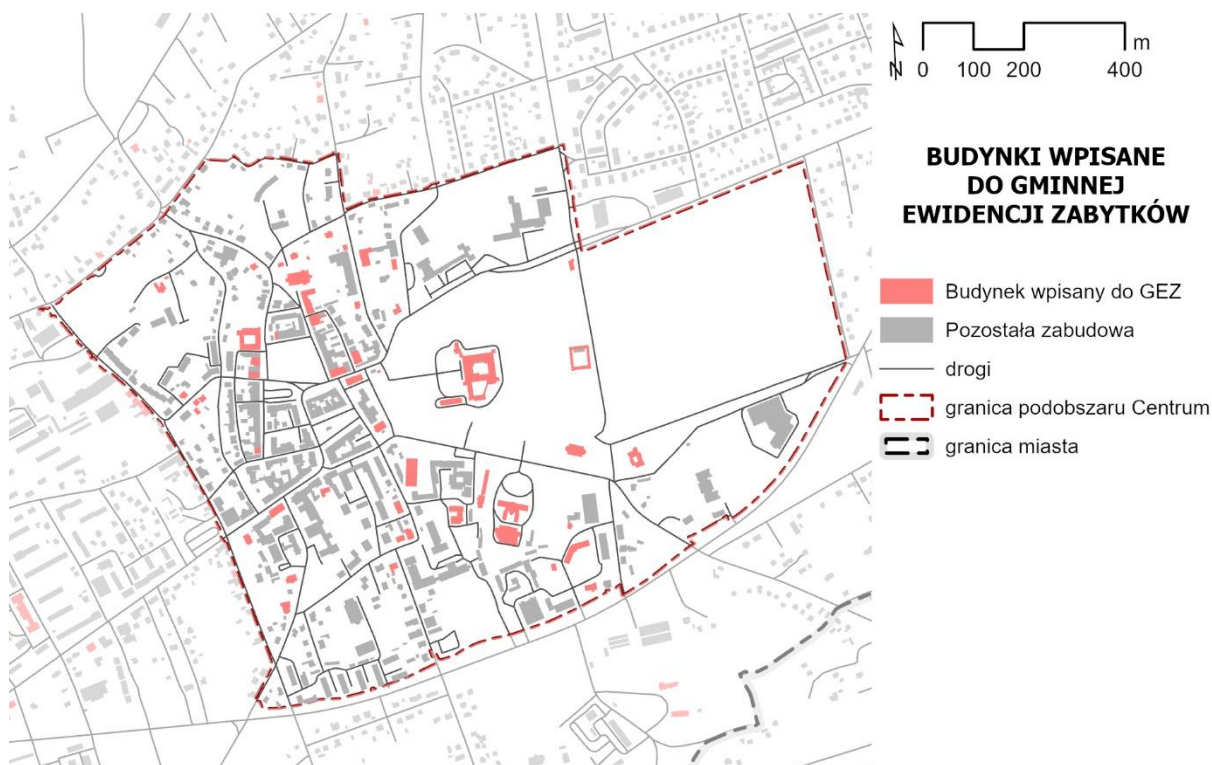 N
m
0 100 200 400
BUDYNKI WPISANE
DO GMINNEJ
EWIDENCJI ZABYTKÓW
Budynek wpisany do GEZ
Pozostała zabudowa
drogi
granica podobszaru Centrum
granica miasta